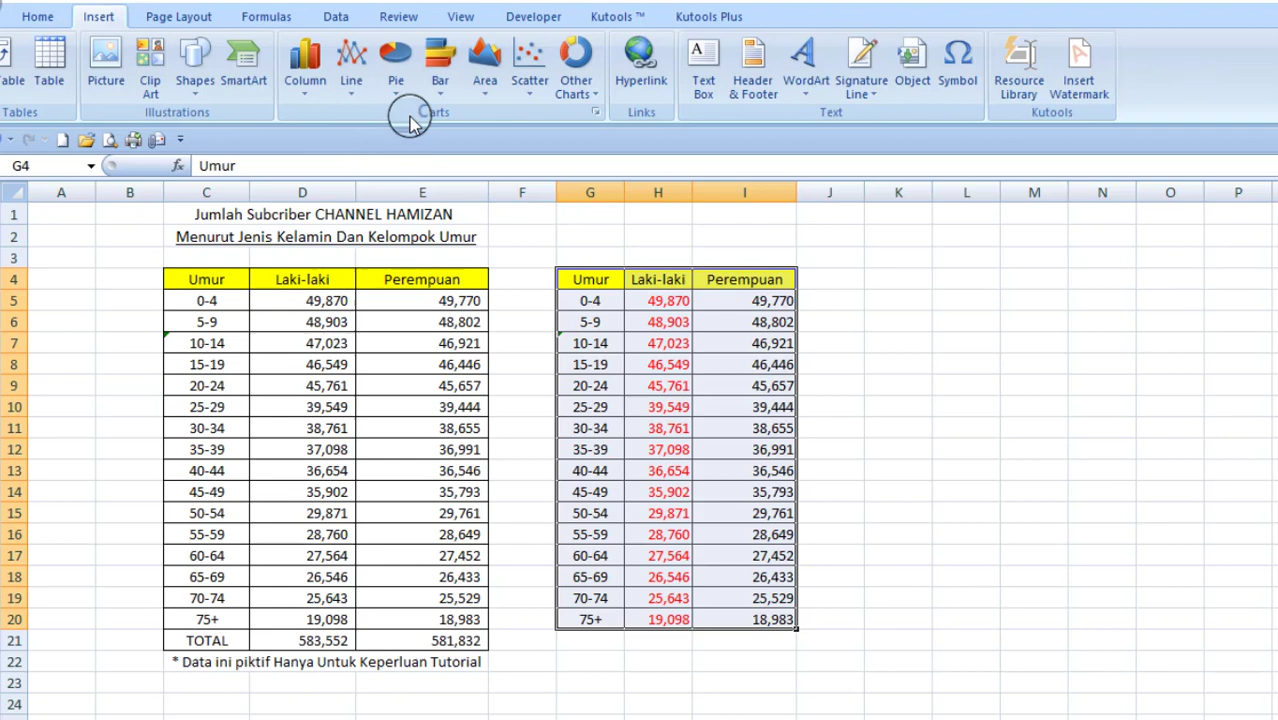 Home Insert Page Layout Formulas Data Review View Developer Kutools ™ Kutools Plus
Table Picture Clip Art Shapes SmartArt Column Line Pie Bar Area Scatter Other Charts Hyperlink Text Box Header & Footer WordArt Signature Line Object Symbol Resource Library Insert Watermark
Tables Illustrations Links Text Kutools
G4 fx Umur
A B C D E F G H I J K L M N O P
1 Jumlah Subcriber CHANNEL HAMIZAN
2 Menurut Jenis Kelamin Dan Kelompok Umur
3
4 Umur Laki-laki Perempuan Umur Laki-laki Perempuan
5 0-4 49,870 49,770 0-4 49,870 49,770
6 5-9 48,903 48,802 5-9 48,903 48,802
7 10-14 47,023 46,921 10-14 47,023 46,921
8 15-19 46,549 46,446 15-19 46,549 46,446
9 20-24 45,761 45,657 20-24 45,761 45,657
10 25-29 39,549 39,444 25-29 39,549 39,444
11 30-34 38,761 38,655 30-34 38,761 38,655
12 35-39 37,098 36,991 35-39 37,098 36,991
13 40-44 36,654 36,546 40-44 36,654 36,546
14 45-49 35,902 35,793 45-49 35,902 35,793
15 50-54 29,871 29,761 50-54 29,871 29,761
16 55-59 28,760 28,649 55-59 28,760 28,649
17 60-64 27,564 27,452 60-64 27,564 27,452
18 65-69 26,546 26,433 65-69 26,546 26,433
19 70-74 25,643 25,529 70-74 25,643 25,529
20 75+ 19,098 18,983 75+ 19,098 18,983
21 TOTAL 583,552 581,832
22 * Data ini piktif Hanya Untuk Keperluan Tutorial
23
24